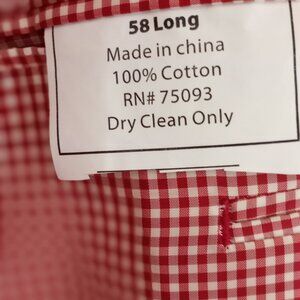 58 Long
Made in china
100% Cotton
RN# 75093
Dry Clean Only